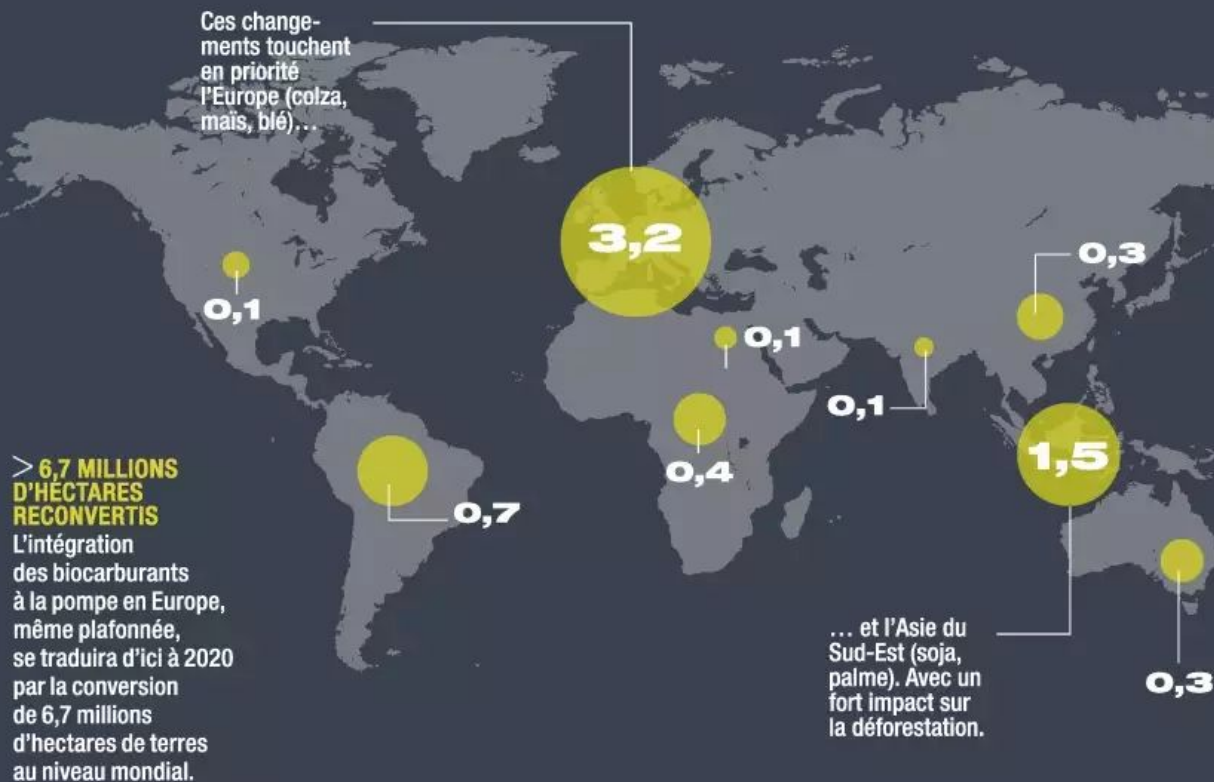 Ces change-
ments touchent
en priorité
l'Europe (colza,
maïs, blé)…
3,2
0,3
0,1
0,1
0,1
0,4
1,5
0,7
> 6,7 MILLIONS
D'HECTARES
RECONVERTIS
L'intégration
des biocarburants
à la pompe en Europe,
même plafonnée,
se traduira d'ici à 2020
par la conversion
de 6,7 millions
d'hectares de terres
au niveau mondial.
… et l'Asie du
Sud-Est (soja,
palme). Avec un
fort impact sur
la déforestation.
0,3